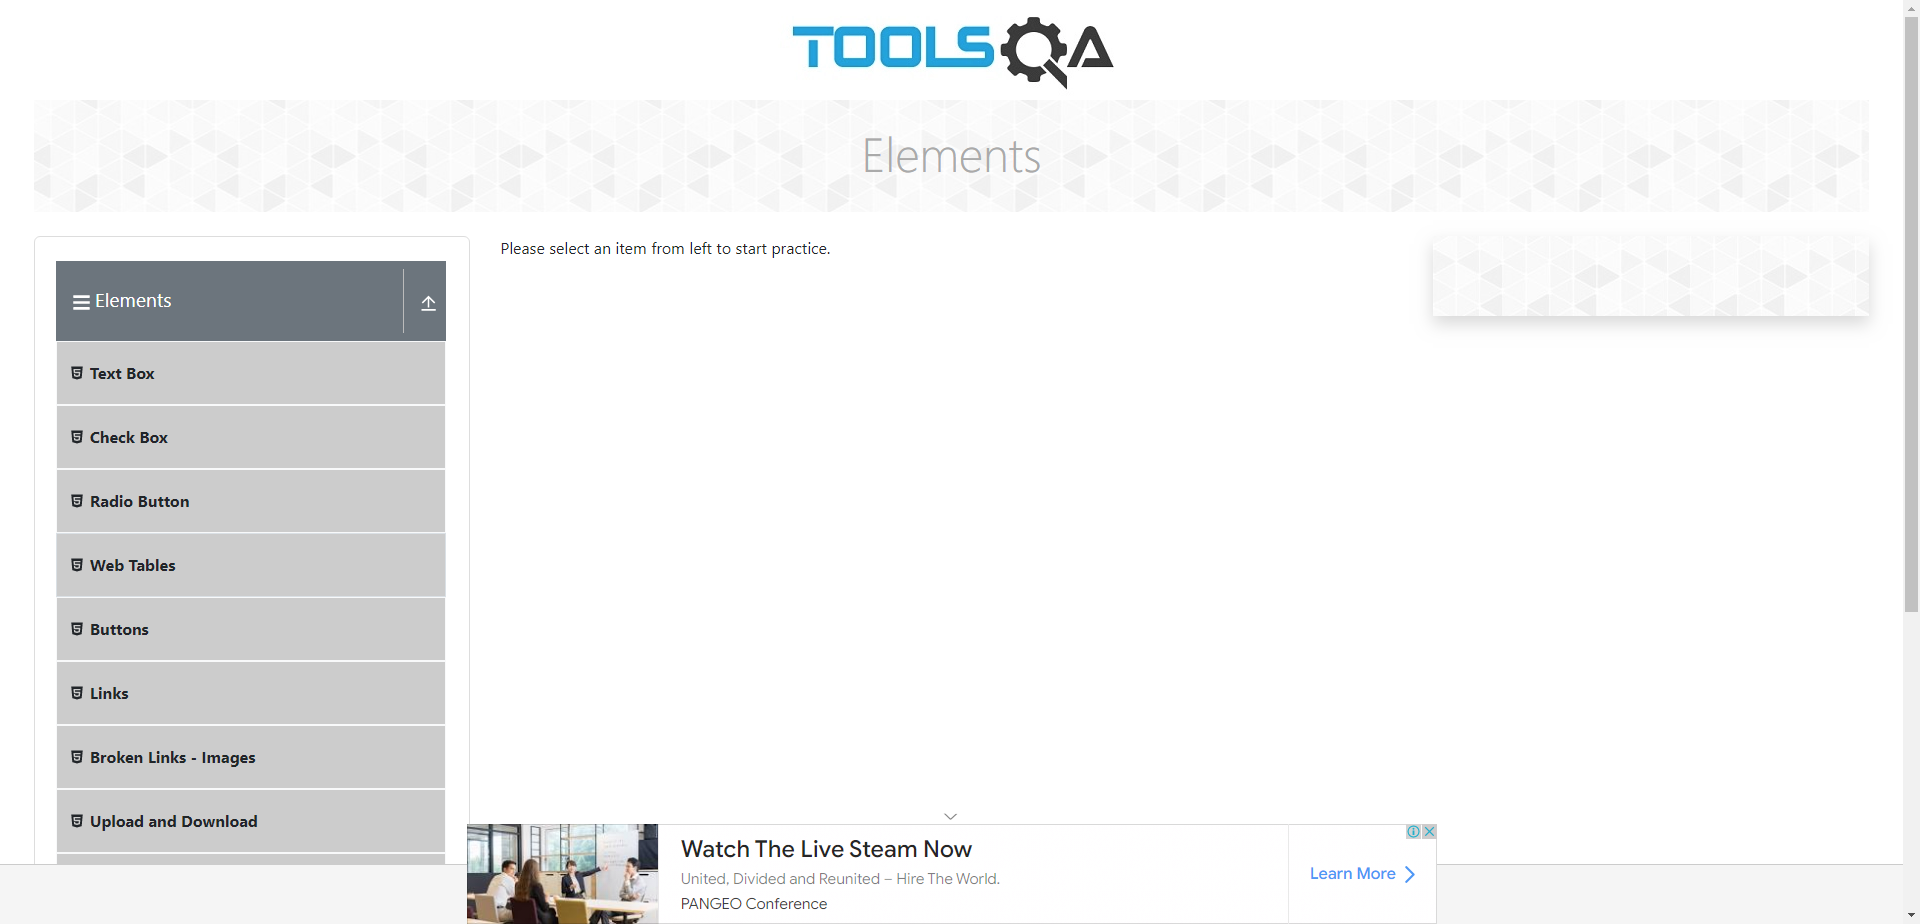 TOOLSQA
Elements
Elements
Text Box
Check Box
Radio Button
Web Tables
Buttons
Links
Broken Links - Images
Upload and Download
Please select an item from left to start practice.
Watch The Live Steam Now
United, Divided and Reunited – Hire The World.
PANGEO Conference
Learn More